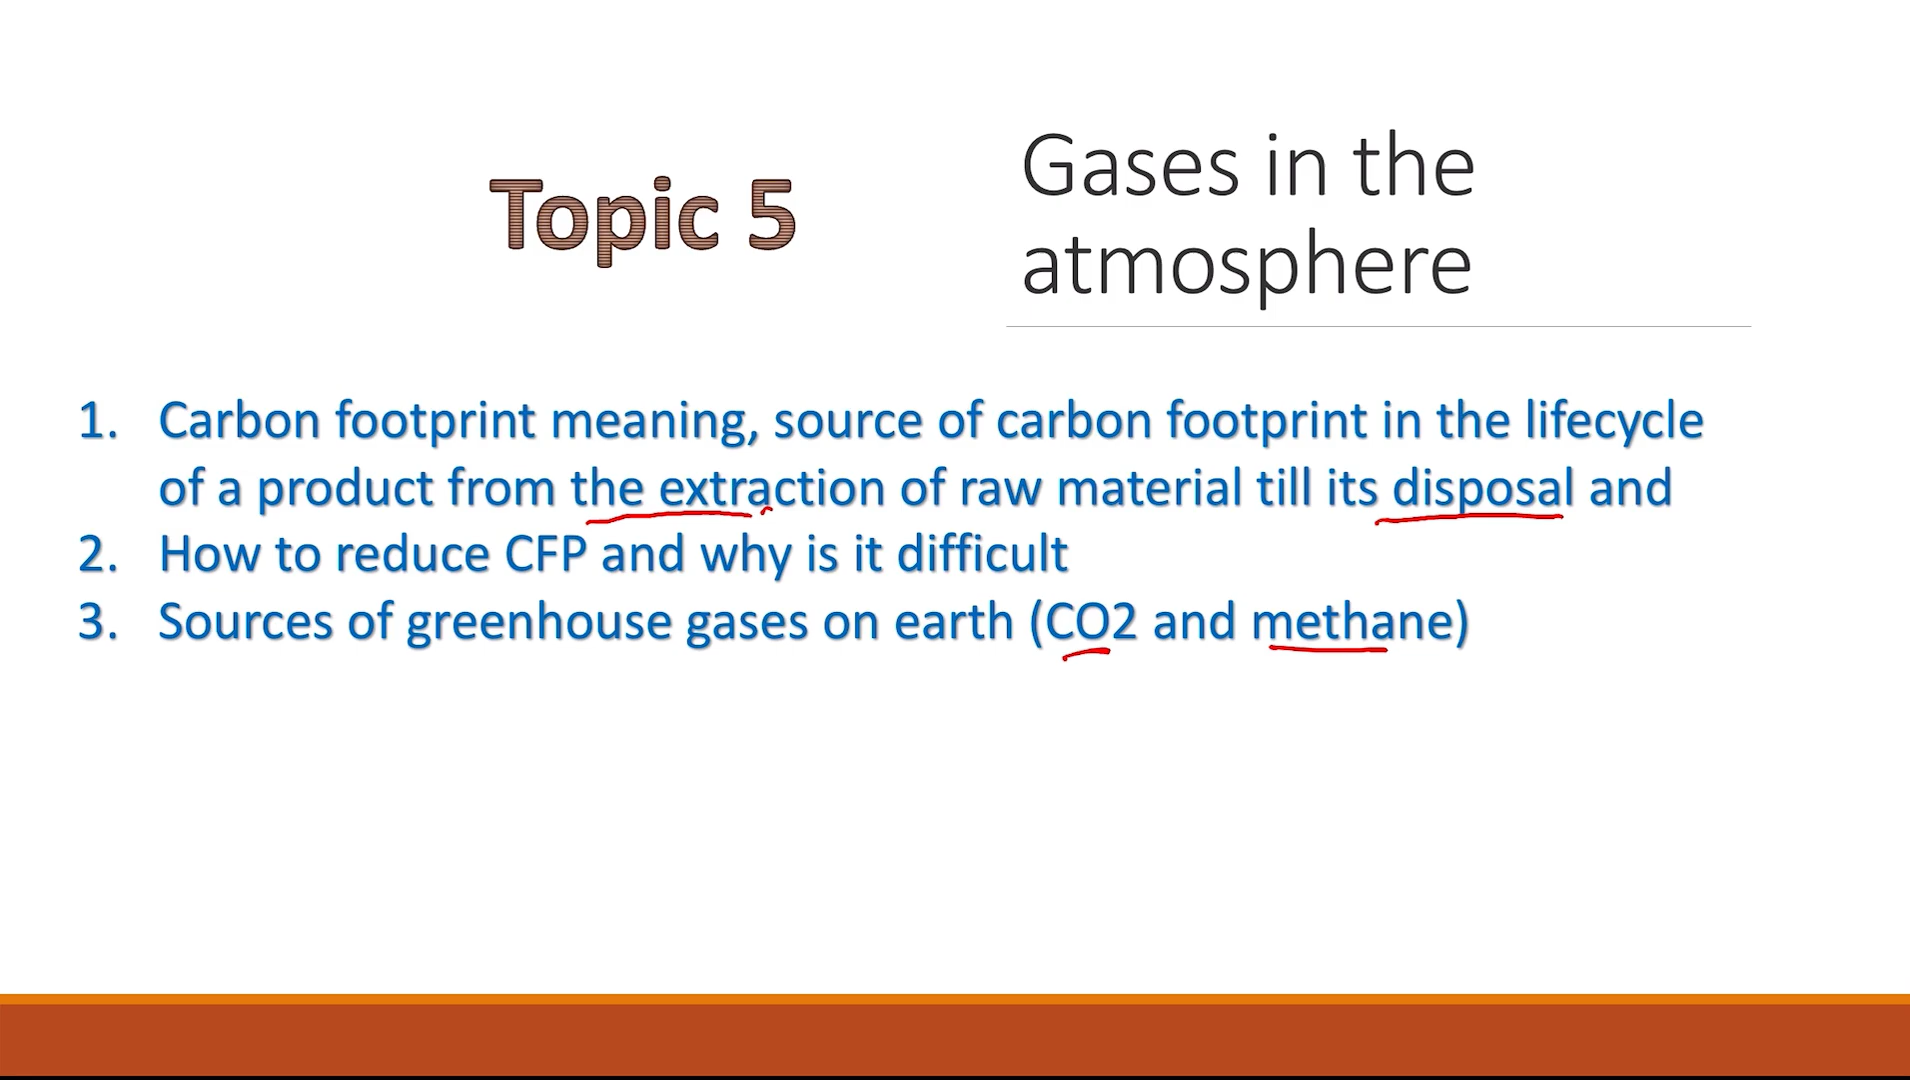 Topic 5
Gases in the
atmosphere
1. Carbon footprint meaning, source of carbon footprint in the lifecycle
of a product from the extraction of raw material till its disposal and
2. How to reduce CFP and why is it difficult
3. Sources of greenhouse gases on earth (CO2 and methane)